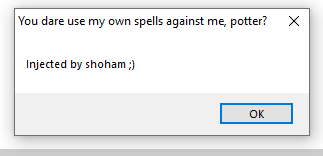 You dare use my own spells against me, potter?
Injected by shoham ;)
OK